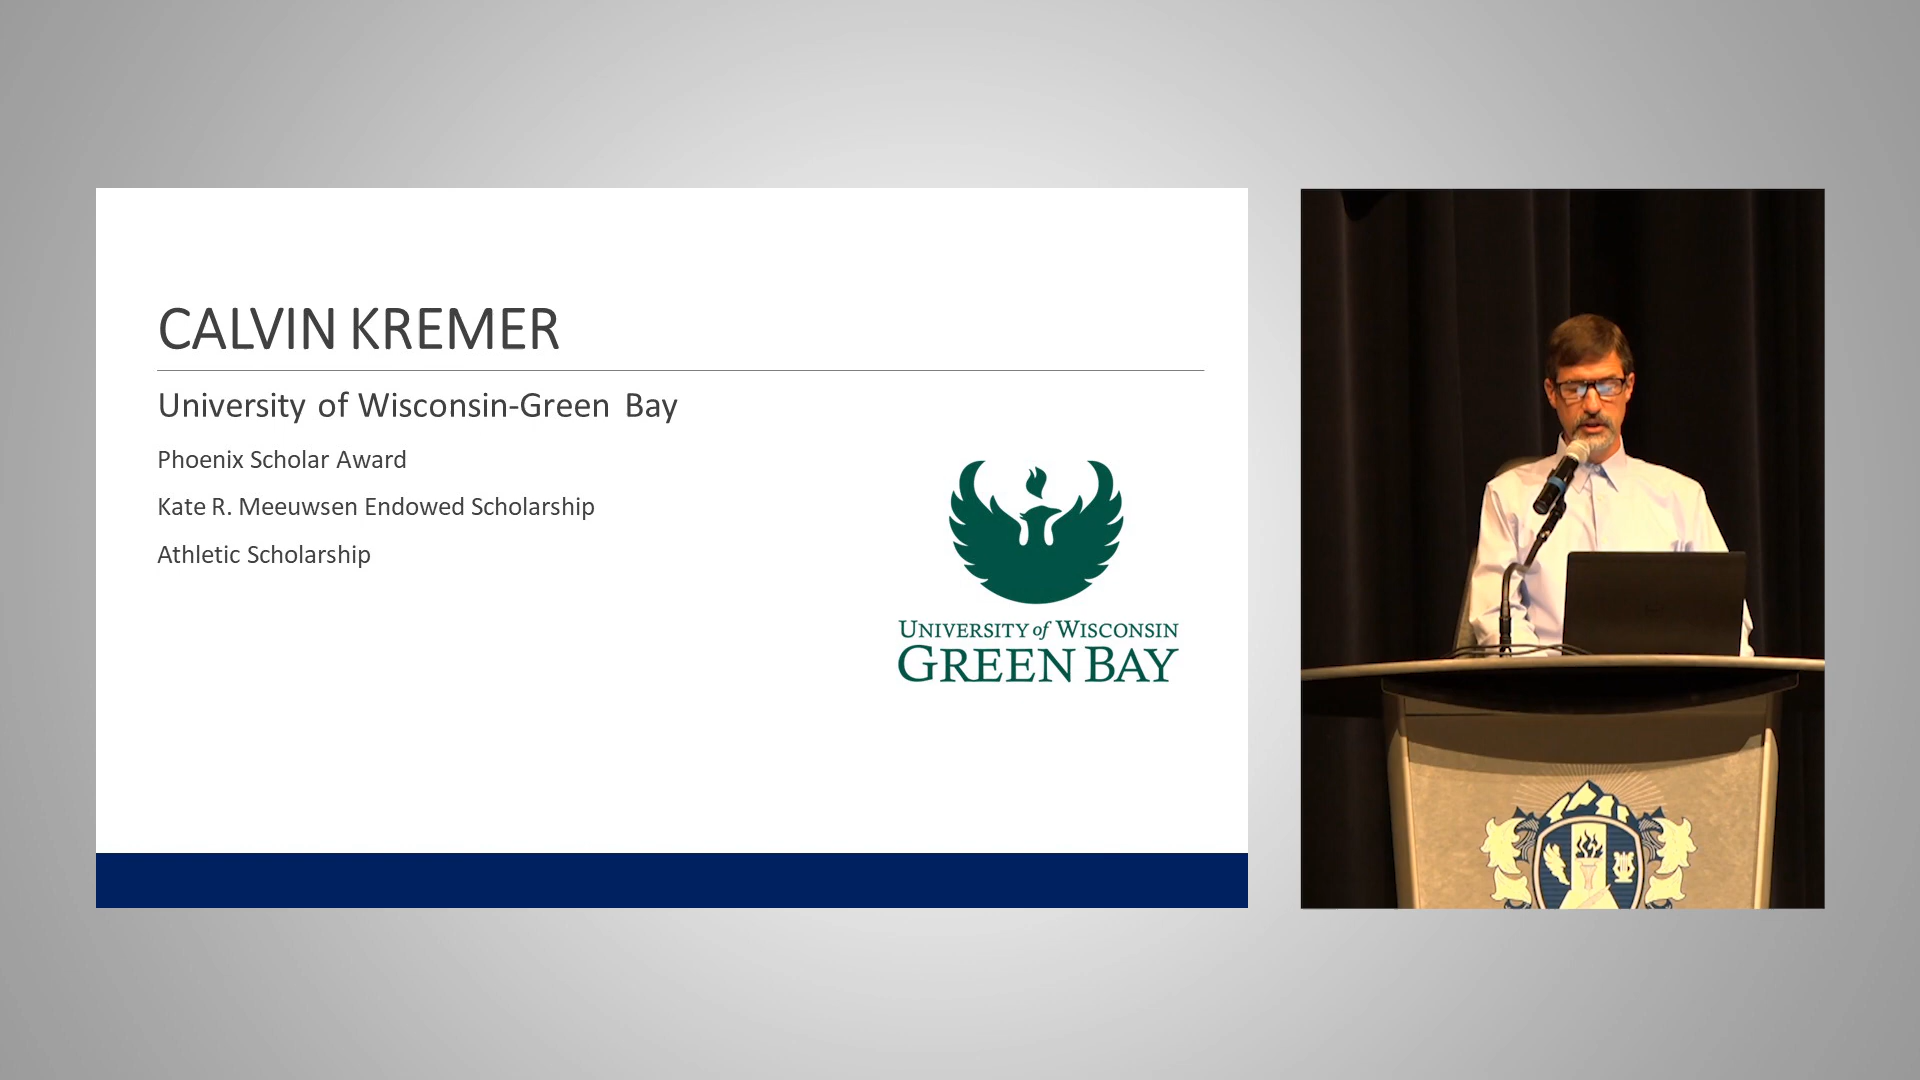 CALVIN KREMER
University of Wisconsin-Green Bay
Phoenix Scholar Award
Kate R. Meeuwsen Endowed Scholarship
Athletic Scholarship
UNIVERSITY of WISCONSIN
GREEN BAY